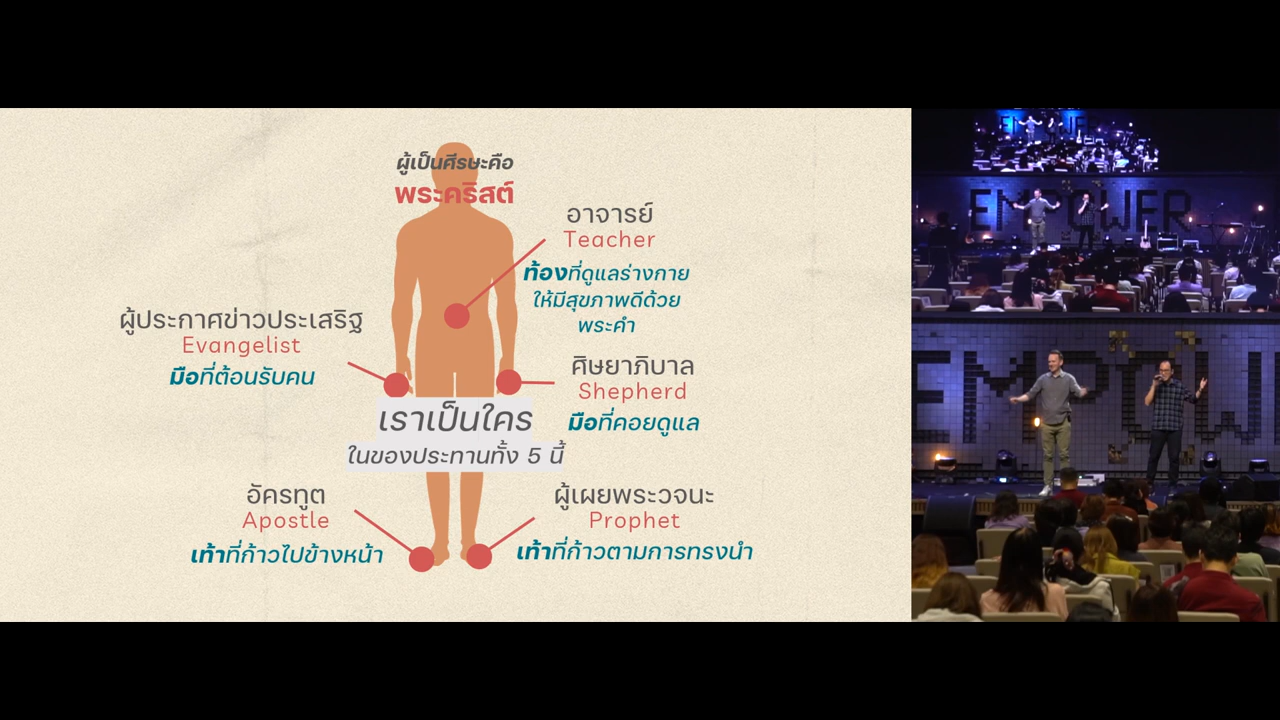 ผู้เป็นศีรษะคือ
พระคริสต์
อาจารย์
Teacher
ท้องที่ดูแลร่างกาย
ให้มีสุขภาพดีด้วย
พระคำ
ผู้ประกาศข่าวประเสริฐ
Evangelist
มือที่ต้อนรับคน
ศิษยาภิบาล
Shepherd
มือที่คอยดูแล
เราเป็นใคร
ในของประทานทั้ง 5 นี้
อัครทูต
Apostle
เท้าที่ก้าวไปข้างหน้า
ผู้เผยพระวจนะ
Prophet
เท้าที่ก้าวตามการทรงนำ
EMPOWER
EMPOW